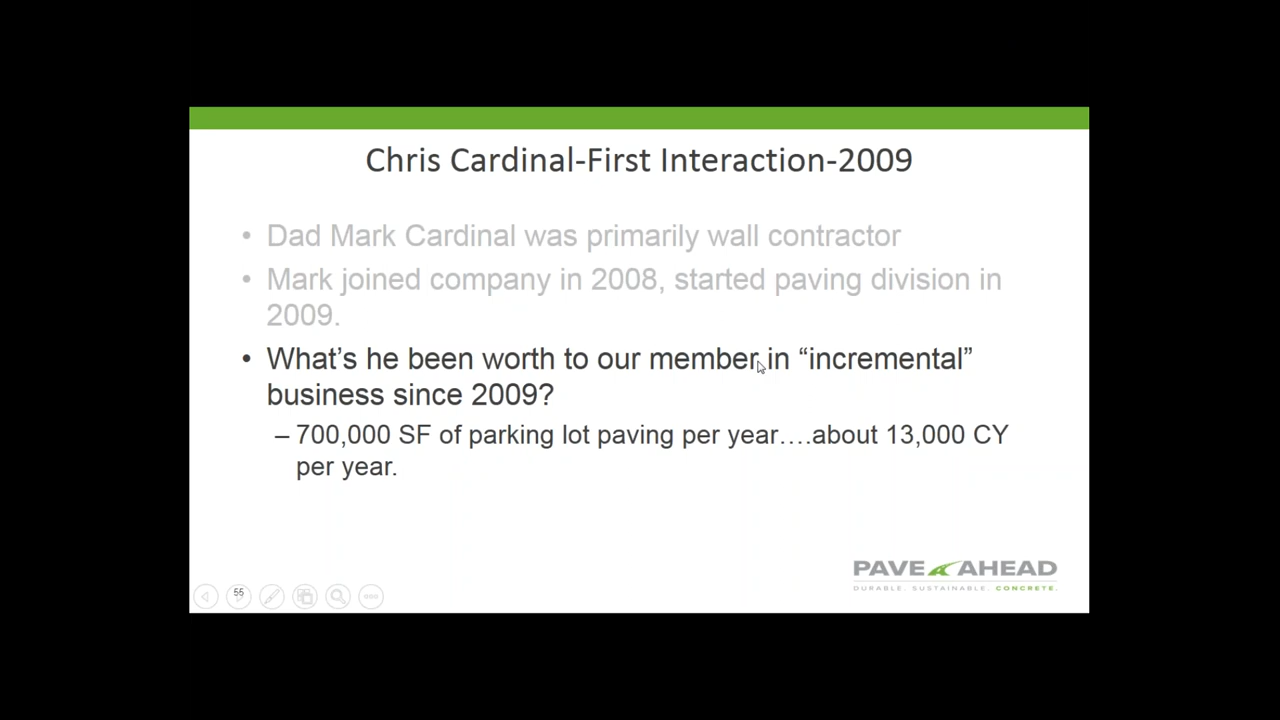 Chris Cardinal-First Interaction-2009
• Dad Mark Cardinal was primarily wall contractor
• Mark joined company in 2008, started paving division in
2009.
• What’s he been worth to our member in “incremental”
business since 2009?
– 700,000 SF of parking lot paving per year….about 13,000 CY
per year.
PAVE AHEAD
DURABLE. SUSTAINABLE. CONCRETE.
55